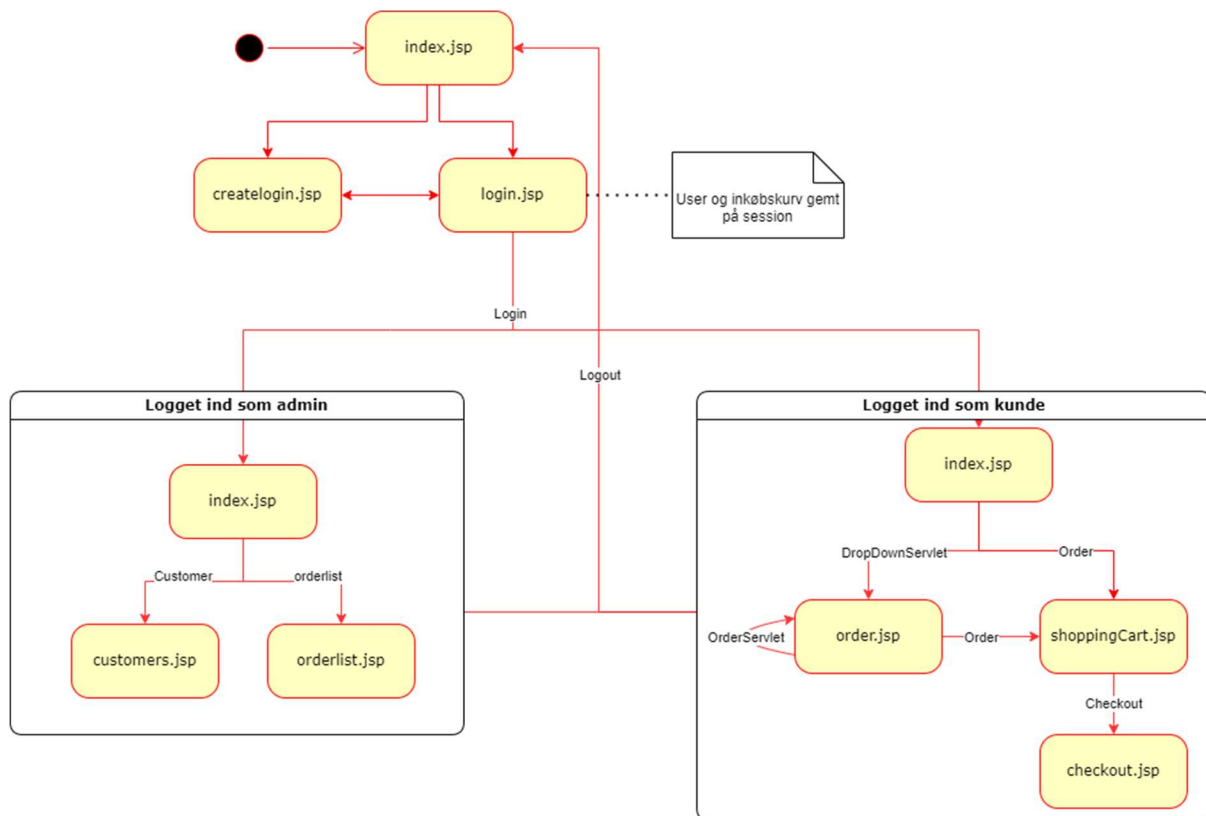 index.jsp
createlogin.jsp
login.jsp
User og inkøbskurv gemt
på session
Login
Logout
Logget ind som admin
index.jsp
Customer
orderlist
customers.jsp
orderlist.jsp
Logget ind som kunde
index.jsp
DropDownServlet
Order
OrderServlet
order.jsp
Order
shoppingCart.jsp
Checkout
checkout.jsp